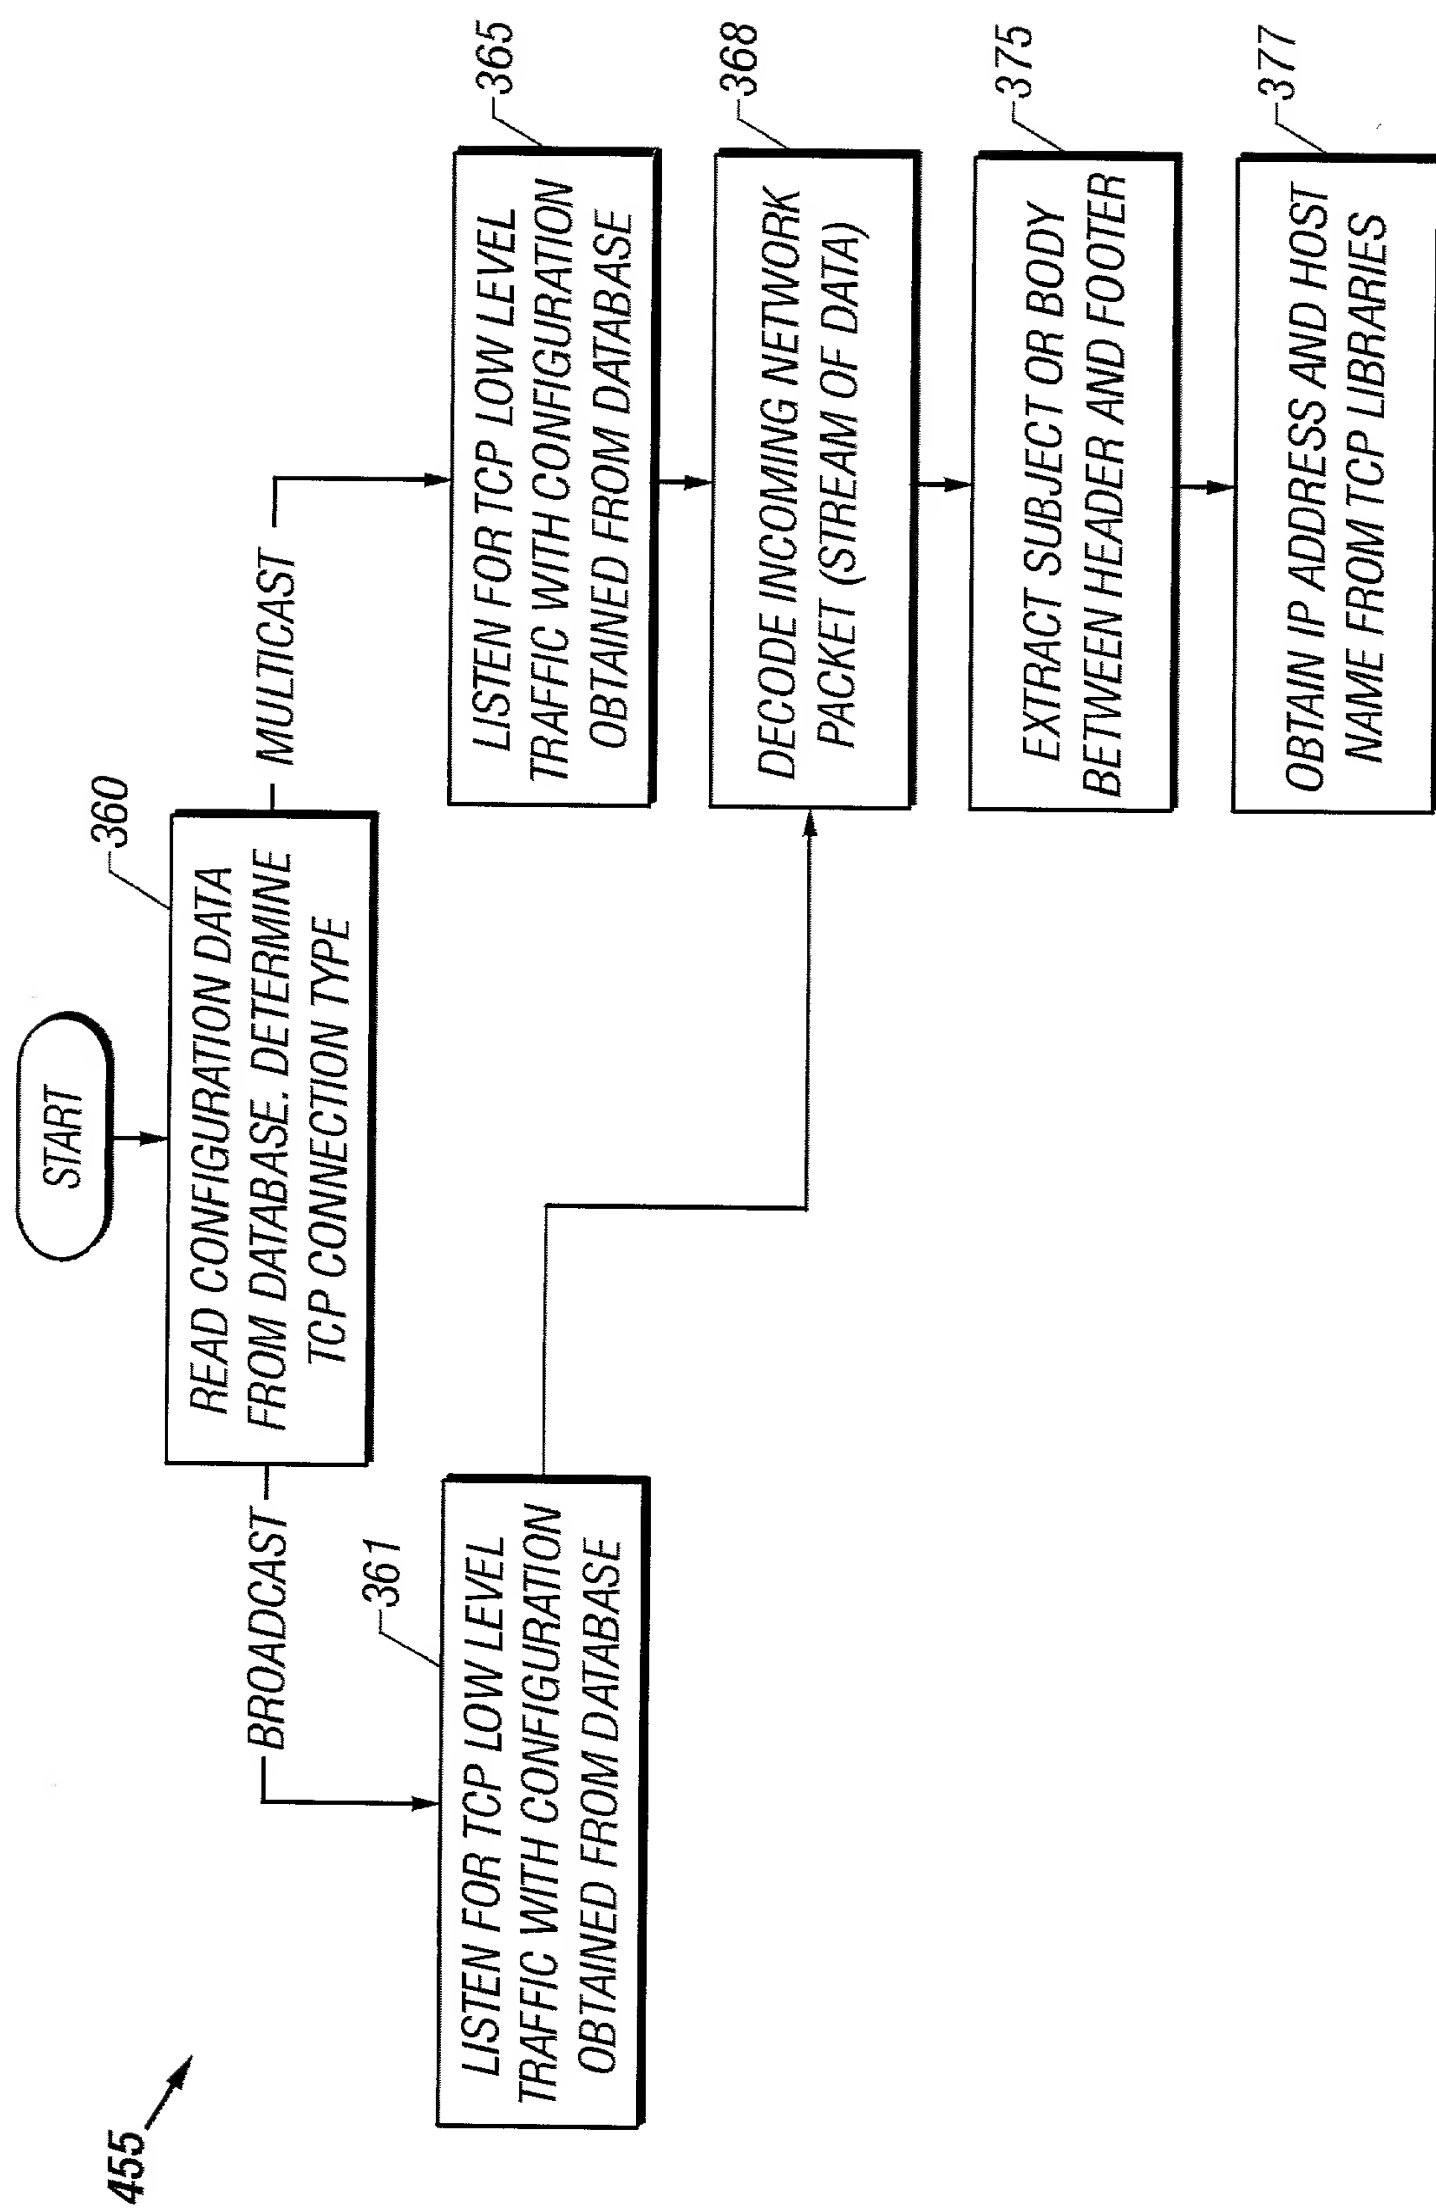 455
START
360
READ CONFIGURATION DATA
FROM DATABASE. DETERMINE
TCP CONNECTION TYPE
BROADCAST
MULTICAST
361
LISTEN FOR TCP LOW LEVEL
TRAFFIC WITH CONFIGURATION
OBTAINED FROM DATABASE
365
LISTEN FOR TCP LOW LEVEL
TRAFFIC WITH CONFIGURATION
OBTAINED FROM DATABASE
368
DECODE INCOMING NETWORK
PACKET (STREAM OF DATA)
375
EXTRACT SUBJECT OR BODY
BETWEEN HEADER AND FOOTER
377
OBTAIN IP ADDRESS AND HOST
NAME FROM TCP LIBRARIES